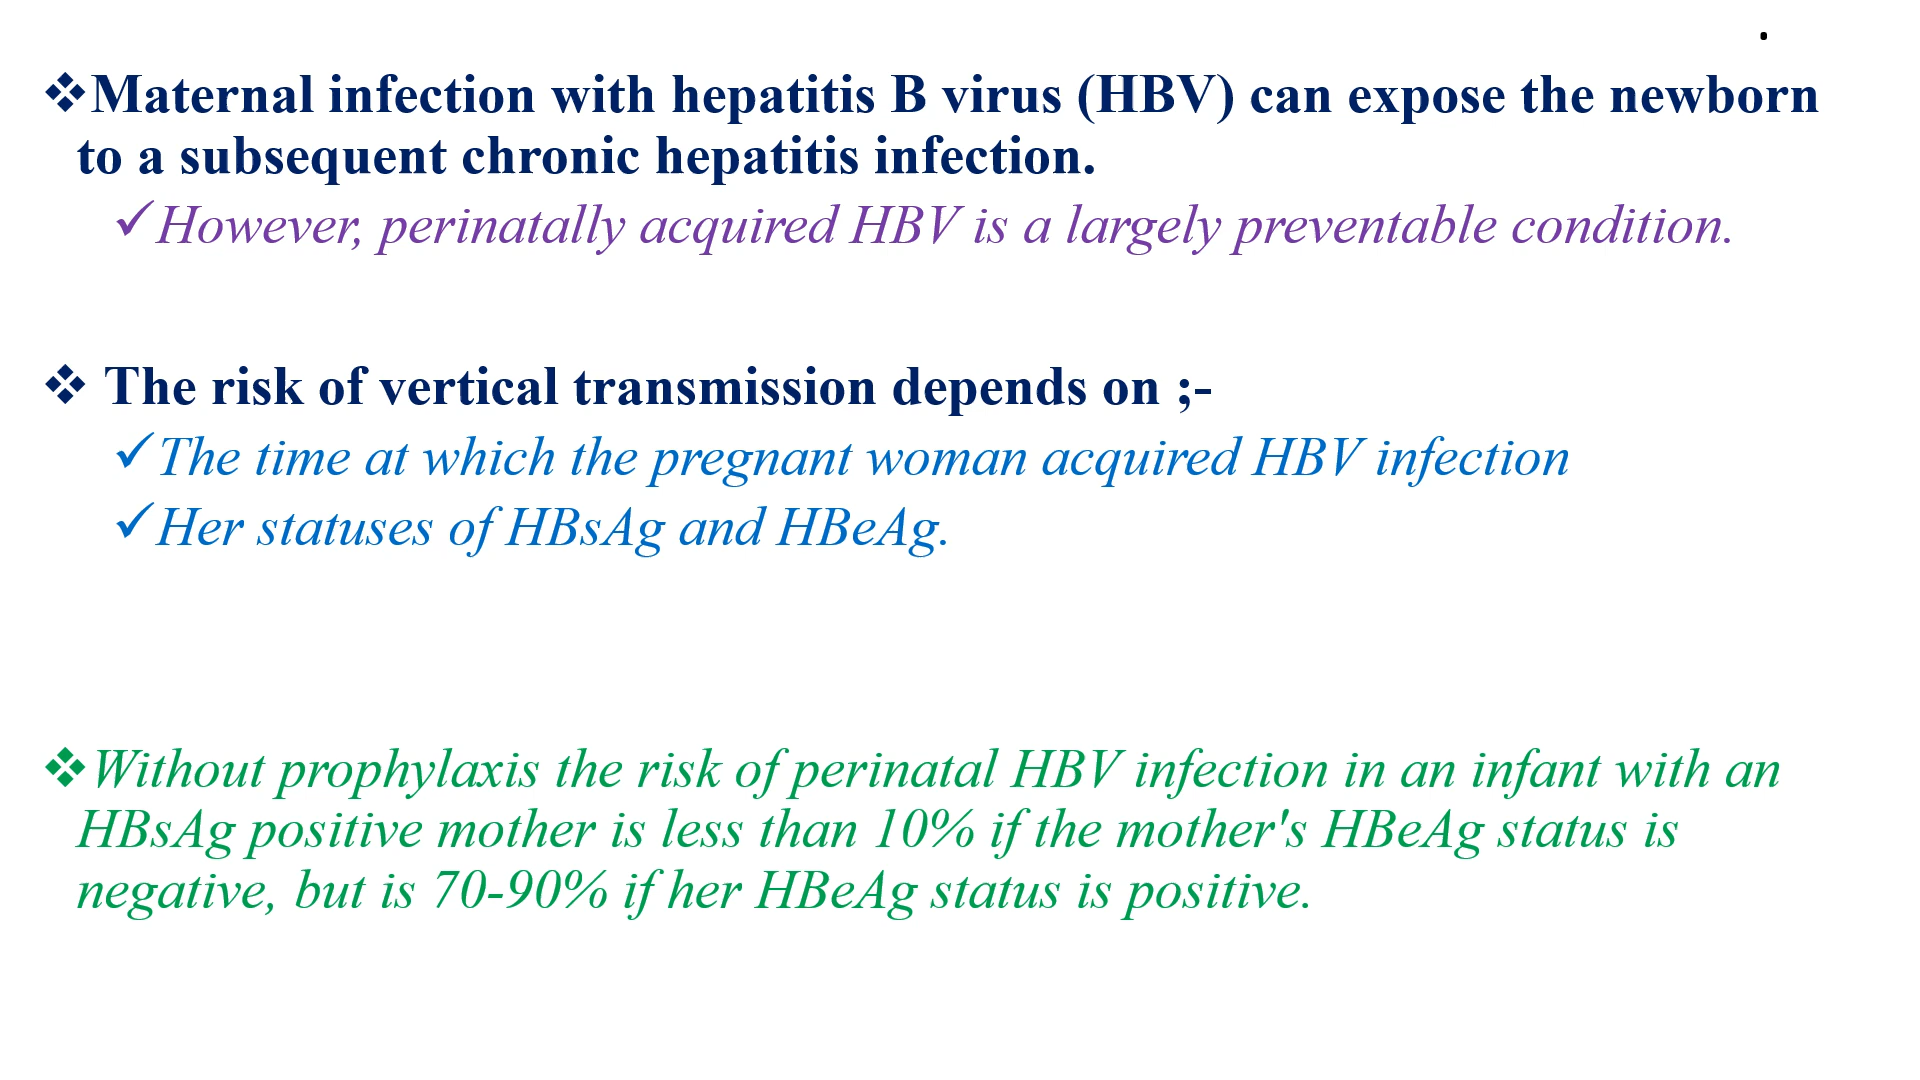 .
❖Maternal infection with hepatitis B virus (HBV) can expose the newborn
to a subsequent chronic hepatitis infection.
✓However, perinatally acquired HBV is a largely preventable condition.
❖ The risk of vertical transmission depends on ;-
✓The time at which the pregnant woman acquired HBV infection
✓Her statuses of HBsAg and HBeAg.
❖Without prophylaxis the risk of perinatal HBV infection in an infant with an
HBsAg positive mother is less than 10% if the mother's HBeAg status is
negative, but is 70-90% if her HBeAg status is positive.